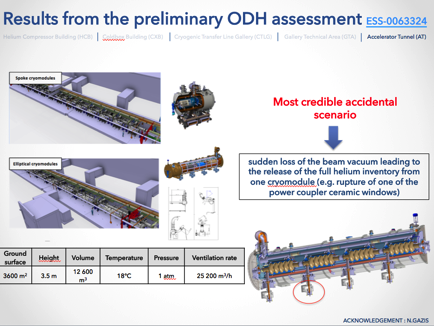 Results from the preliminary ODH assessment ESS-0063324
Helium Compressor Building (HCB) | Coldbox Building (CXB) | Cryogenic Transfer Line Gallery (CTLG) | Gallery Technical Area (GTA) | Accelerator Tunnel (AT)
Spoke cryomodules
Most credible accidental
scenario
Elliptical cryomodules
sudden loss of the beam vacuum leading to
the release of the full helium inventory from
one cryomodule (e.g. rupture of one of the
power coupler ceramic windows)
Ground surface Height Volume Temperature Pressure Ventilation rate
3600 m² 3.5 m 12 600 m³ 18°C 1 atm 25 200 m³/h
ACKNOWLEDGEMENT : N.GAZIS